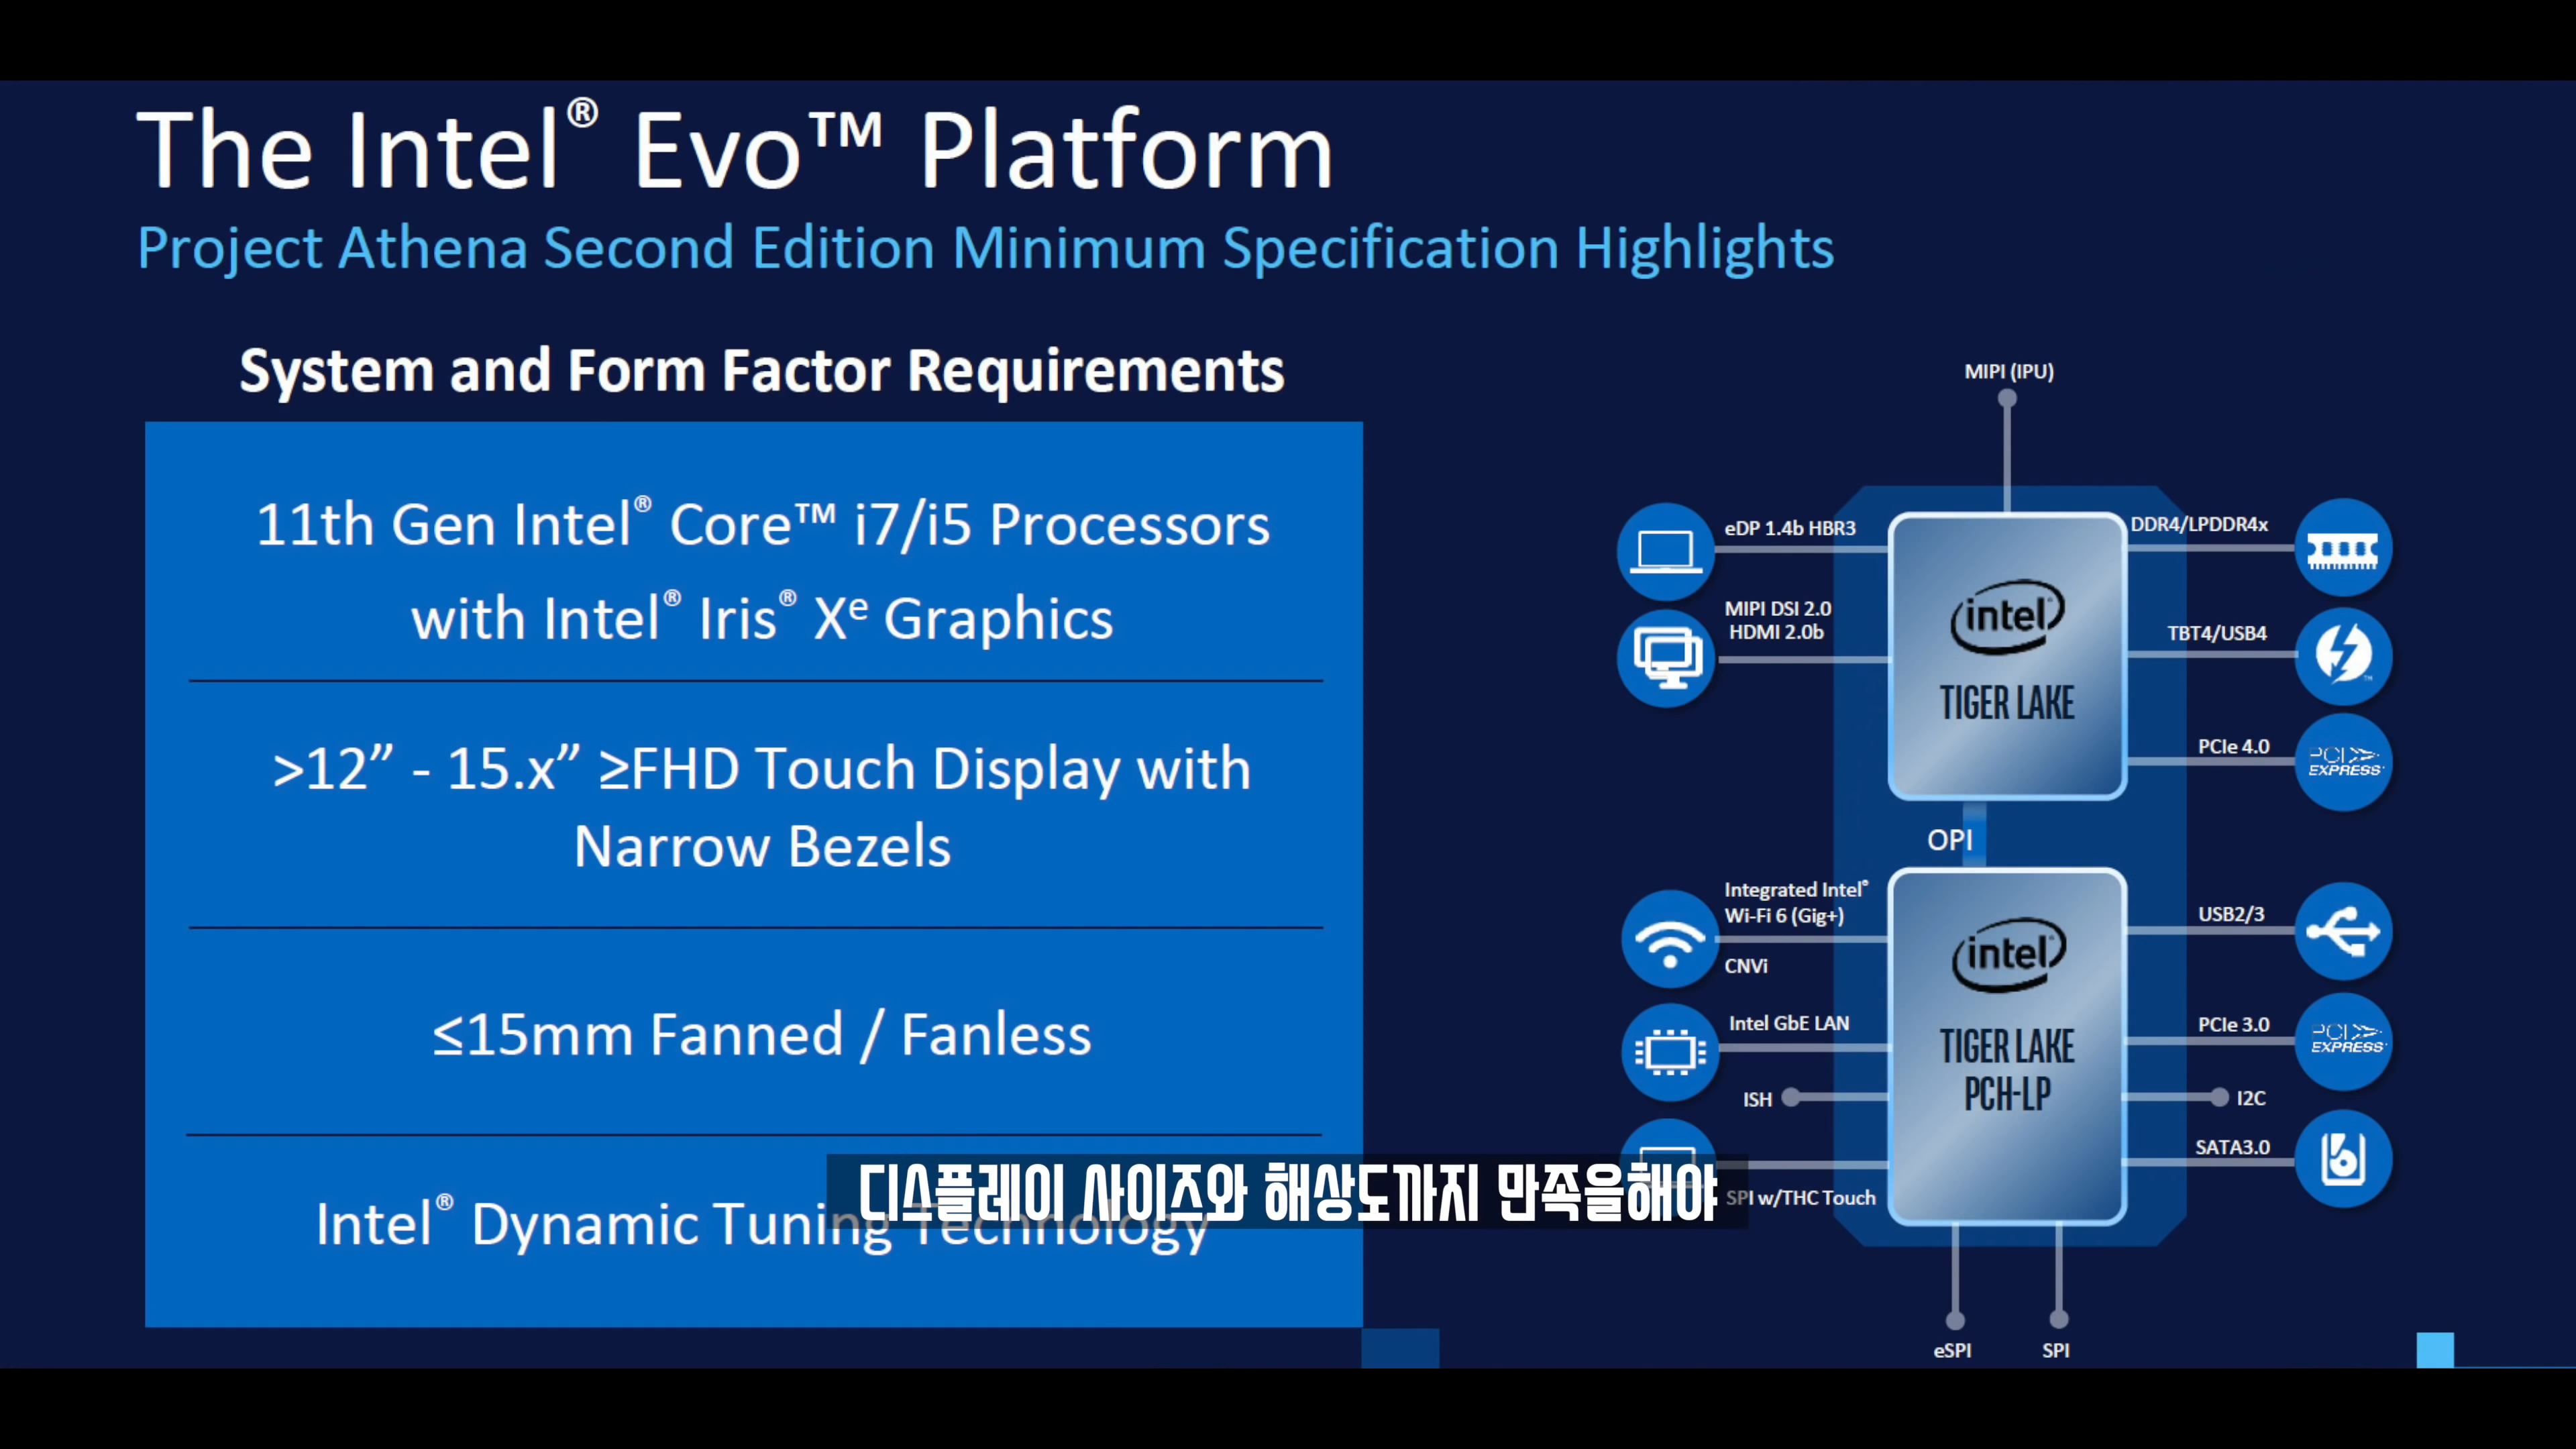 The Intel® Evo™ Platform
Project Athena Second Edition Minimum Specification Highlights
System and Form Factor Requirements
11th Gen Intel® Core™ i7/i5 Processors
with Intel® Iris® Xe Graphics
>12” - 15.x” ≥FHD Touch Display with
Narrow Bezels
≤15mm Fanned / Fanless
Intel® Dynamic Tuning Technology
MIPI (IPU)
eDP 1.4b HBR3
MIPI DSI 2.0
HDMI 2.0b
intel
TIGER LAKE
DDR4/LPDDR4x
TBT4/USB4
PCIe 4.0
PCI
EXPRESS
OPI
Integrated Intel®
Wi-Fi 6 (Gig+)
CNVi
Intel GbE LAN
ISH
SPI w/THC Touch
intel
TIGER LAKE
PCH-LP
USB2/3
PCIe 3.0
PCI
EXPRESS
I2C
SATA3.0
eSPI
SPI
디스플레이 사이즈와 해상도까지 만족을해야